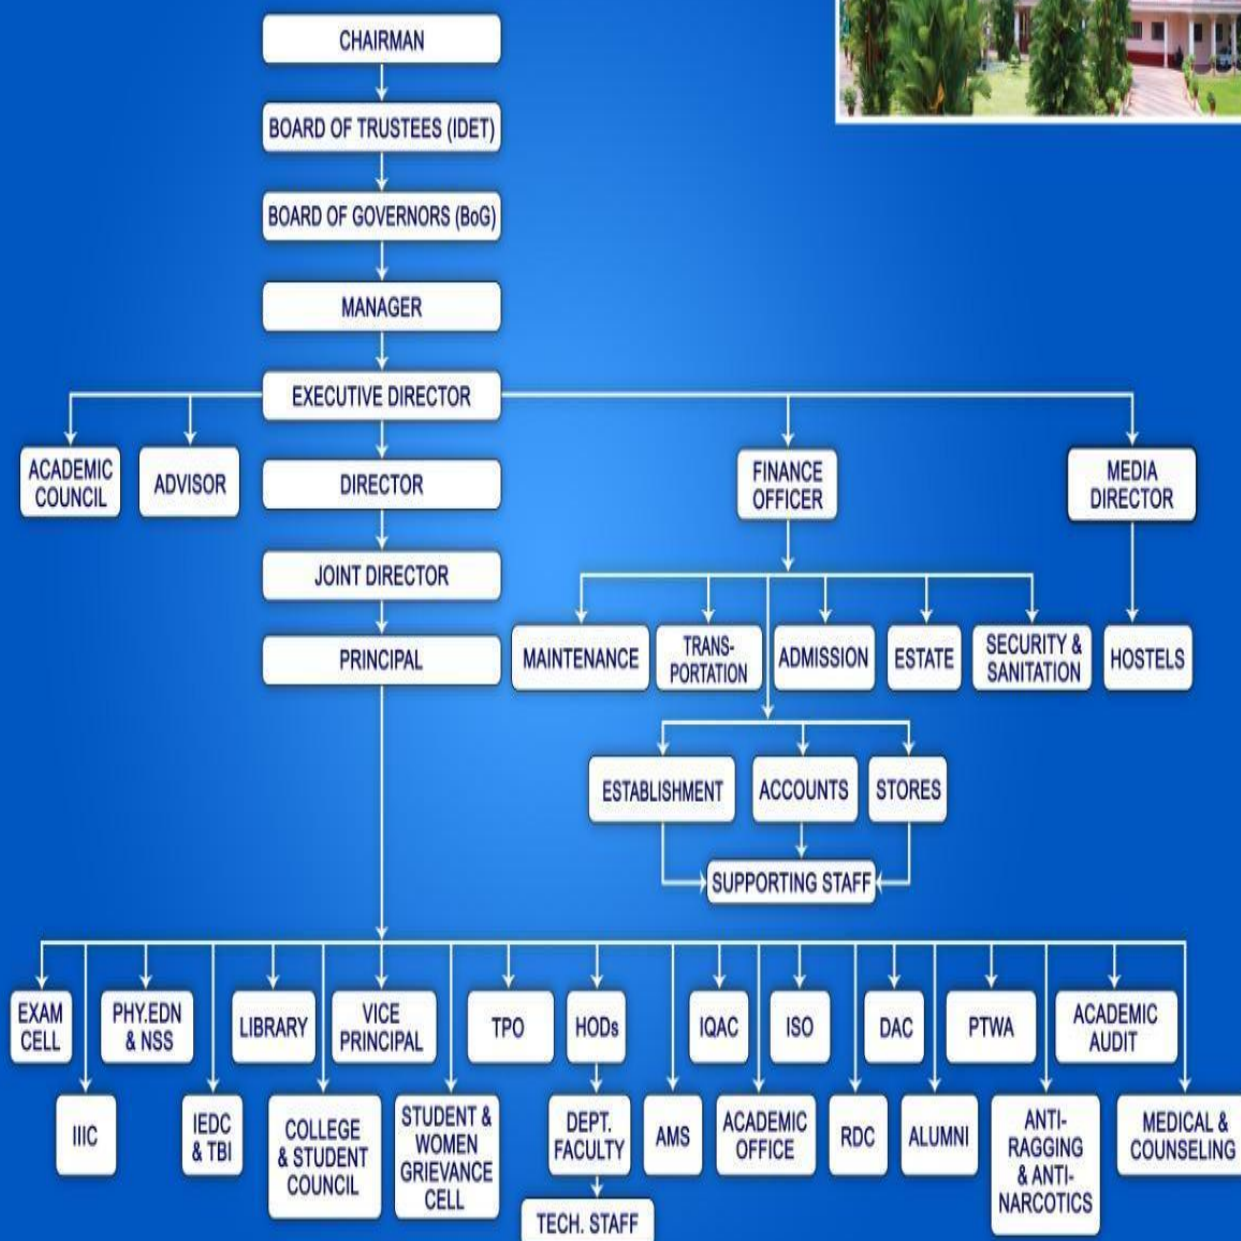 CHAIRMAN
BOARD OF TRUSTEES (IDET)
BOARD OF GOVERNORS (BoG)
MANAGER
EXECUTIVE DIRECTOR
ACADEMIC
COUNCIL
ADVISOR
DIRECTOR
FINANCE
OFFICER
MEDIA
DIRECTOR
JOINT DIRECTOR
PRINCIPAL
MAINTENANCE
TRANS-
PORTATION
ADMISSION
ESTATE
SECURITY &
SANITATION
HOSTELS
ESTABLISHMENT
ACCOUNTS
STORES
SUPPORTING STAFF
EXAM
CELL
PHY.EDN
& NSS
LIBRARY
VICE
PRINCIPAL
TPO
HODs
IQAC
ISO
DAC
PTWA
ACADEMIC
AUDIT
IIIC
IEDC
& TBI
COLLEGE
& STUDENT
COUNCIL
STUDENT &
WOMEN
GRIEVANCE
CELL
DEPT.
FACULTY
AMS
ACADEMIC
OFFICE
RDC
ALUMNI
ANTI-
RAGGING
& ANTI-
NARCOTICS
MEDICAL &
COUNSELING
TECH. STAFF